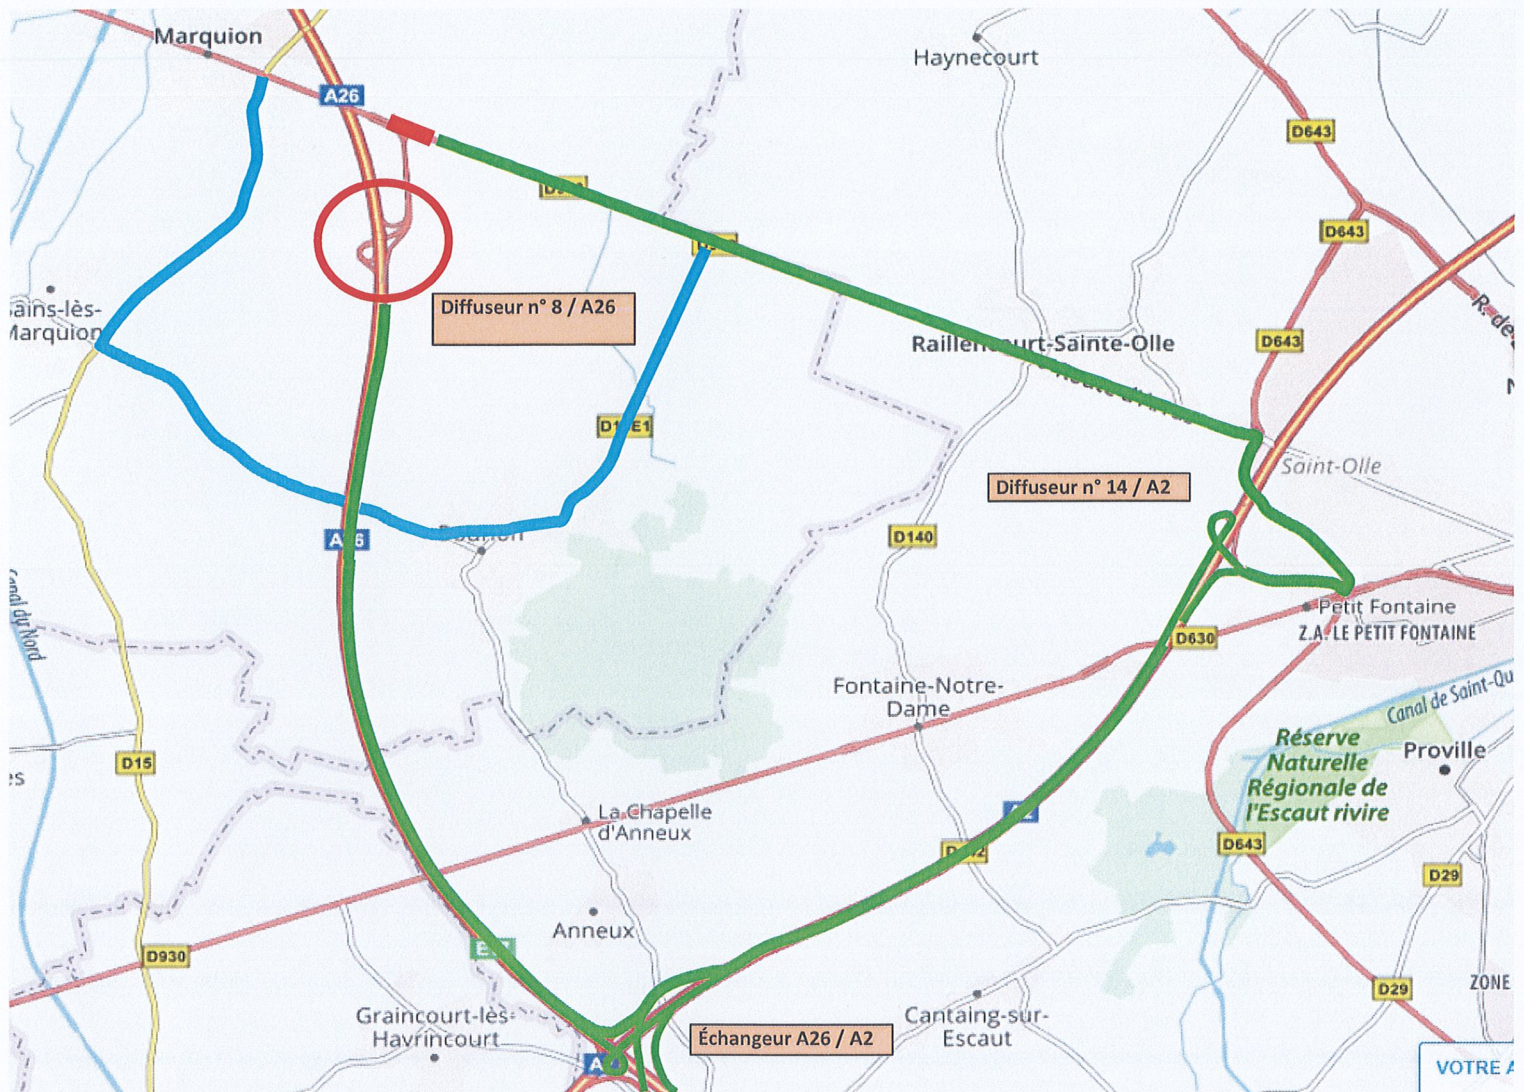 Marquion
Haynecourt
A26
D643
D643
Sains-lès-
Marquion
Diffuseur n° 8 / A26
Raillencourt-Sainte-Olle
D643
Saint-Olle
Diffuseur n° 14 / A2
D140
Canal du Nord
Petit Fontaine
Z.A. LE PETIT FONTAINE
D630
Fontaine-Notre-
Dame
Canal de Saint-Qu
Réserve
Naturelle
Régionale de
l'Escaut rivire
Proville
D15
La Chapelle
d'Anneux
A2
D643
D29
Anneux
D930
ZONE
D29
Graincourt-lès-
Havrincourt
Cantaing-sur-
Escaut
Échangeur A26 / A2
VOTRE A